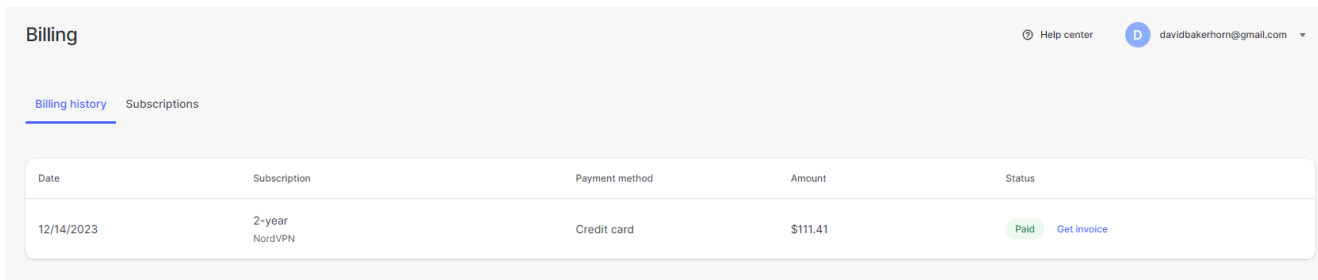 Billing
Help center
D
davidbakerhorn@gmail.com
Billing history Subscriptions
Date Subscription Payment method Amount Status
12/14/2023 2-year Credit card $111.41 Paid Get invoice
NordVPN